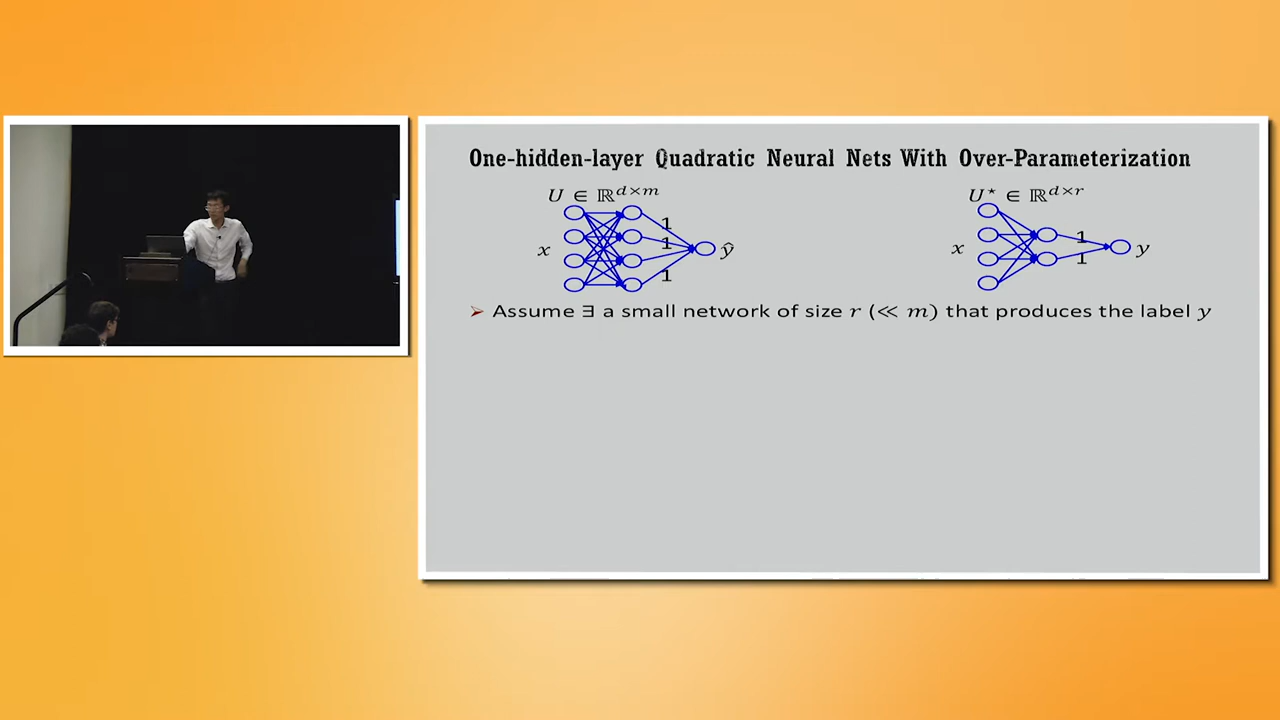 One-hidden-layer Quadratic Neural Nets With Over-Parameterization
U ∈ ℝ^{d×m}
U* ∈ ℝ^{d×r}
x
1
1
1
ŷ
x
1
1
y
➢ Assume ∃ a small network of size r (≪ m) that produces the label y